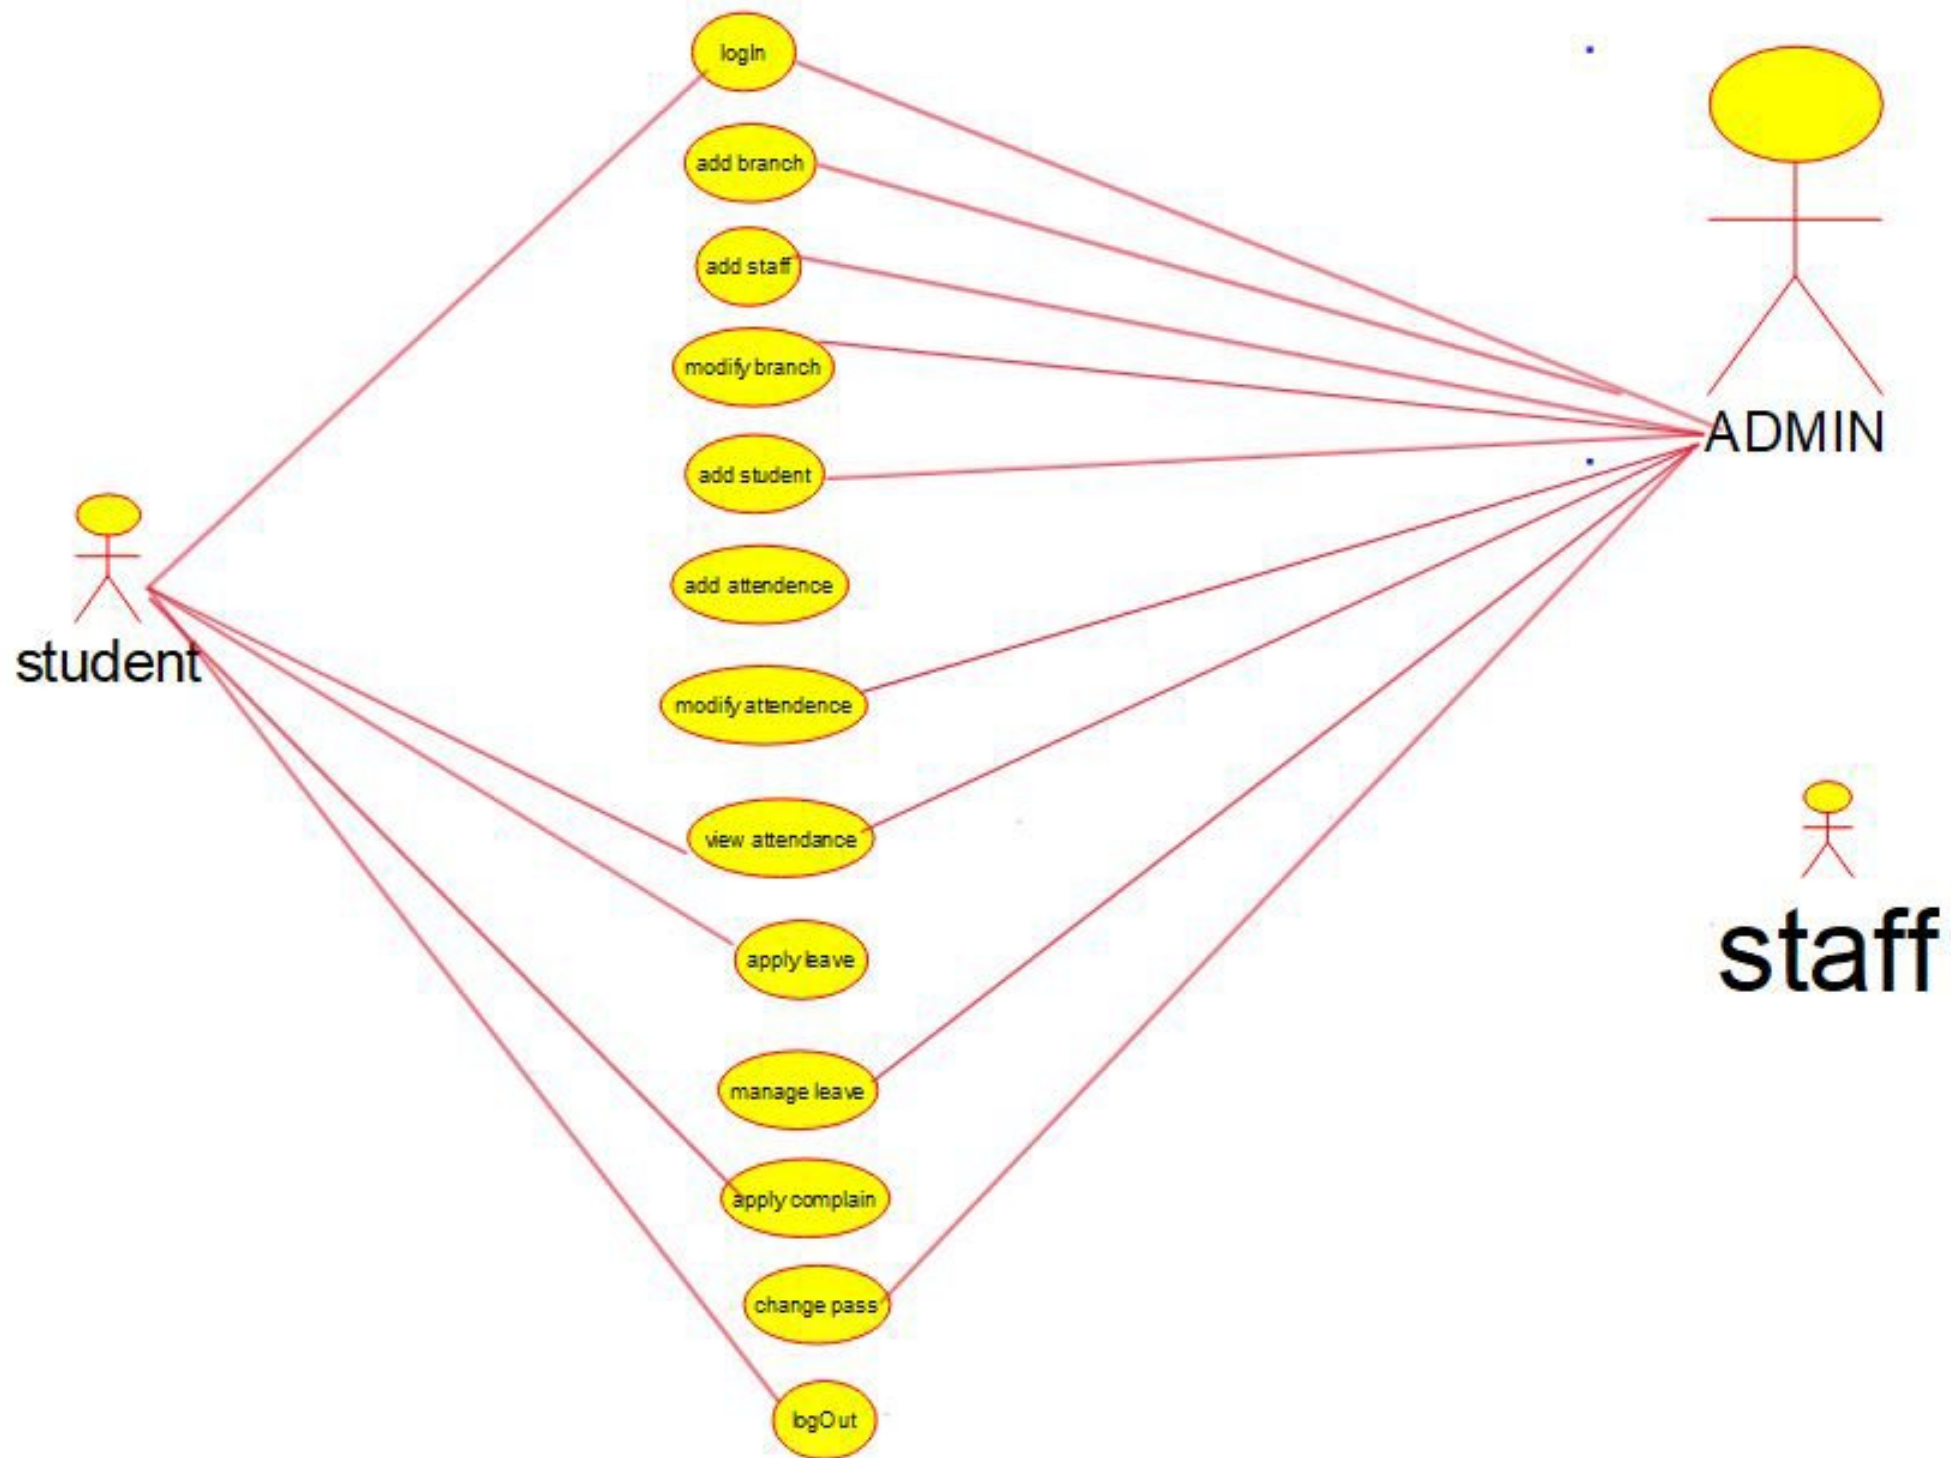 logIn
add branch
add staff
modify branch
ADMIN
add student
add attendence
student
modify attendence
view attendance
staff
apply leave
manage leave
apply complain
change pass
logOut